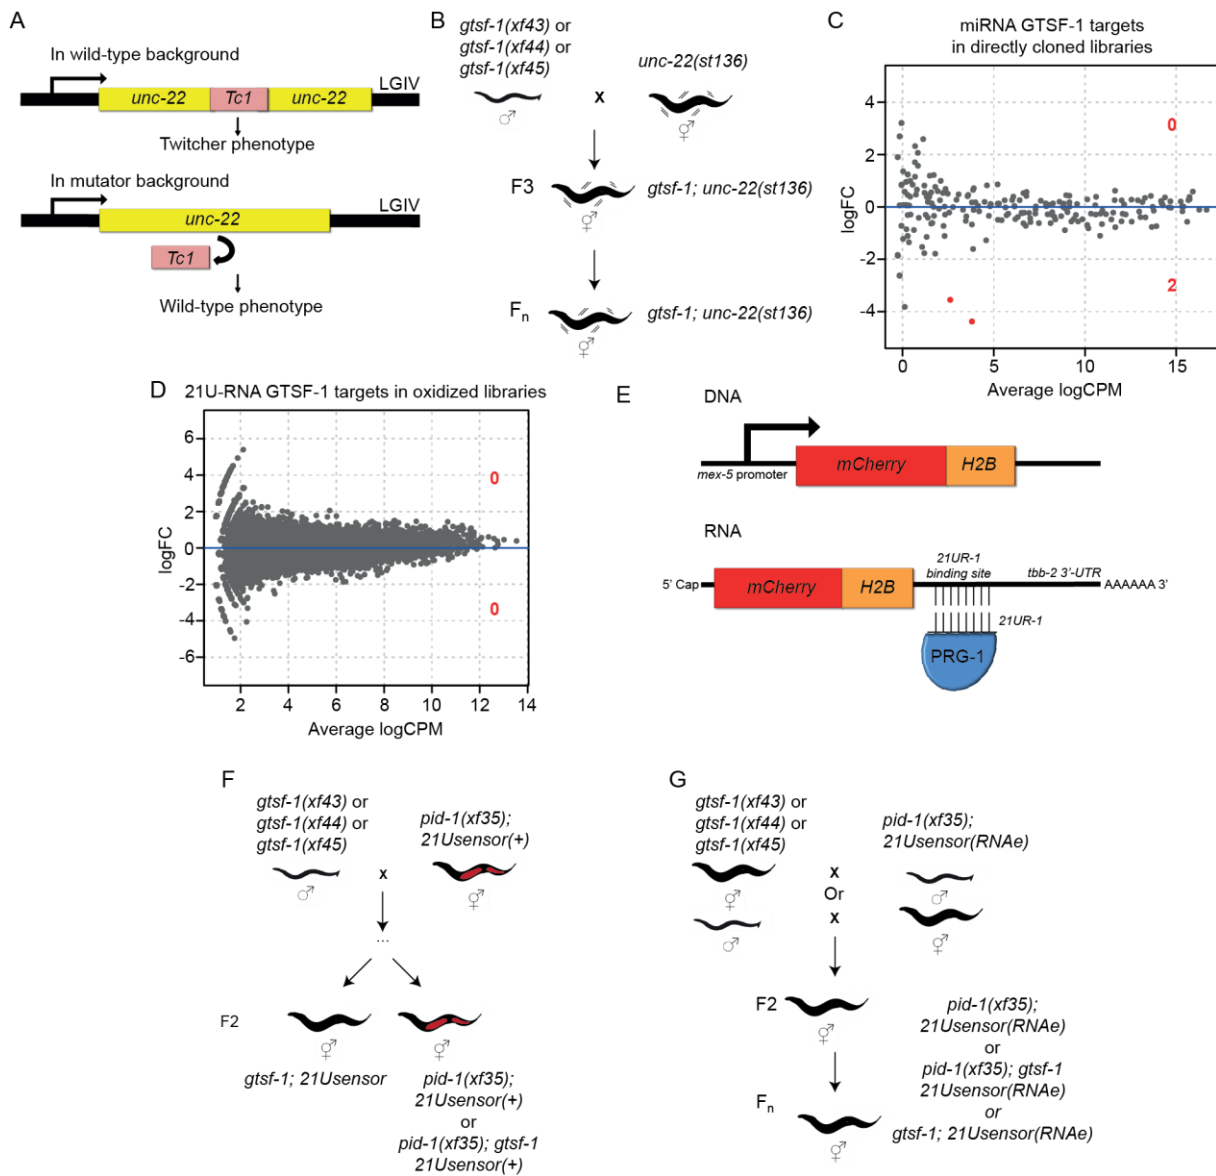 A
In wild-type background
LGIV
unc-22
Tc1
unc-22
Twitcher phenotype
In mutator background
LGIV
unc-22
Tc1
Wild-type phenotype
B
gtsf-1(xf43) or
gtsf-1(xf44) or
gtsf-1(xf45)
unc-22(st136)
x
♂
⚥
F3
gtsf-1; unc-22(st136)
⚥
Fn
gtsf-1; unc-22(st136)
⚥
C
miRNA GTSF-1 targets
in directly cloned libraries
logFC
4
2
0
-2
-4
0
2
0
5
10
15
Average logCPM
D
21U-RNA GTSF-1 targets in oxidized libraries
logFC
6
4
2
0
-2
-4
-6
0
0
2
4
6
8
10
12
14
Average logCPM
E
DNA
mex-5 promoter
mCherry
H2B
RNA
5' Cap
mCherry
H2B
21UR-1
binding site
tbb-2 3'-UTR
AAAAAA 3'
21UR-1
PRG-1
F
gtsf-1(xf43) or
gtsf-1(xf44) or
gtsf-1(xf45)
pid-1(xf35);
21Usensor(+)
x
♂
⚥
...
F2
⚥
⚥
gtsf-1; 21Usensor
pid-1(xf35);
21Usensor(+)
or
pid-1(xf35); gtsf-1
21Usensor(+)
G
gtsf-1(xf43) or
gtsf-1(xf44) or
gtsf-1(xf45)
pid-1(xf35);
21Usensor(RNAe)
x
Or
x
⚥
♂
♂
⚥
F2
⚥
pid-1(xf35);
21Usensor(RNAe)
or
pid-1(xf35); gtsf-1
21Usensor(RNAe)
or
gtsf-1; 21Usensor(RNAe)
Fn
⚥